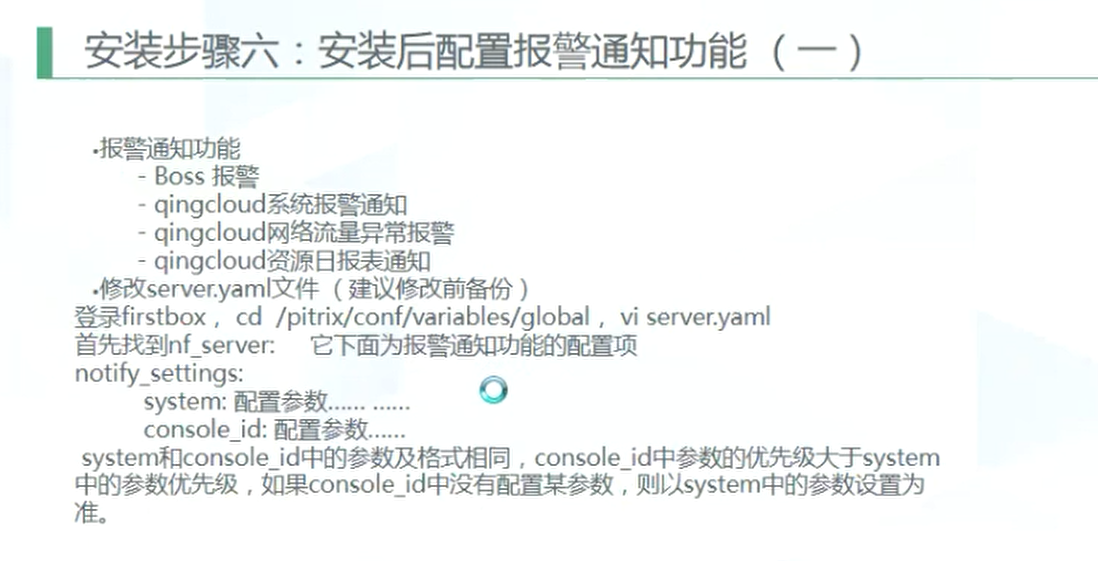 安装步骤六：安装后配置报警通知功能（一）
·报警通知功能
- Boss 报警
- qingcloud系统报警通知
- qingcloud网络流量异常报警
- qingcloud资源日报表通知
·修改server.yaml文件（建议修改前备份）
登录firstbox， cd /pitrix/conf/variables/global， vi server.yaml
首先找到nf_server: 它下面为报警通知功能的配置项
notify_settings:
system: 配置参数...... ......
console_id: 配置参数......
system和console_id中的参数及格式相同，console_id中参数的优先级大于system
中的参数优先级，如果console_id中没有配置某参数，则以system中的参数设置为
准。